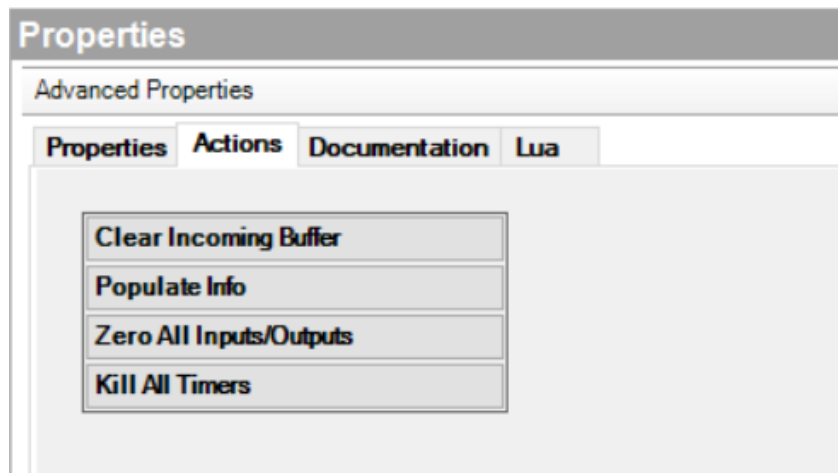 Properties
Advanced Properties
Properties Actions Documentation Lua
Clear Incoming Buffer
Populate Info
Zero All Inputs/Outputs
Kill All Timers